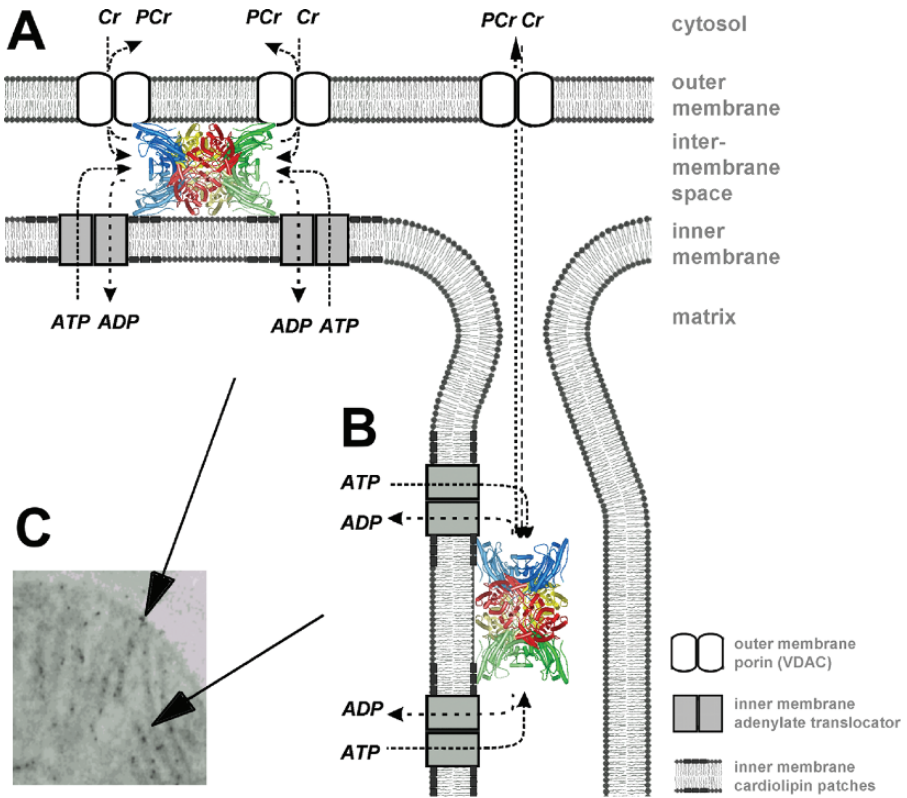 A
Cr PCr
PCr Cr
PCr Cr
cytosol
outer
membrane
inter-
membrane
space
inner
membrane
matrix
ATP ADP
ADP ATP
B
ATP
ADP
C
ADP
ATP
outer membrane
porin (VDAC)
inner membrane
adenylate translocator
inner membrane
cardiolipin patches